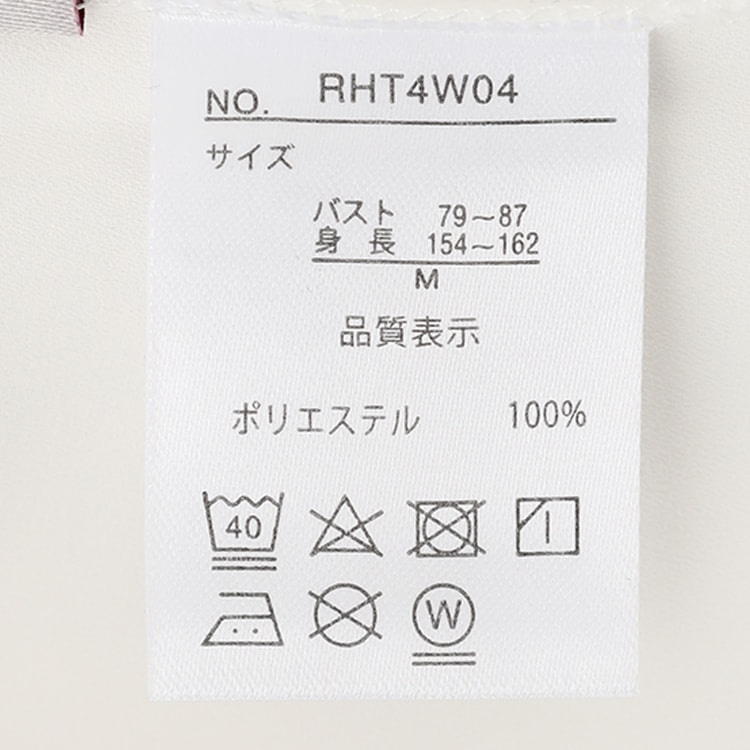 NO. RHT4W04
サイズ
バスト 79～87
身長 154～162
M
品質表示
ポリエステル 100%
40
W